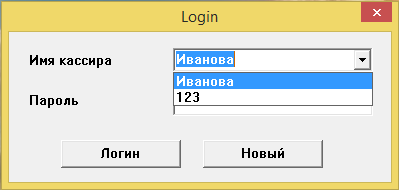 Login
Имя кассира
Иванова
Иванова
123
Пароль
Логин
Новый